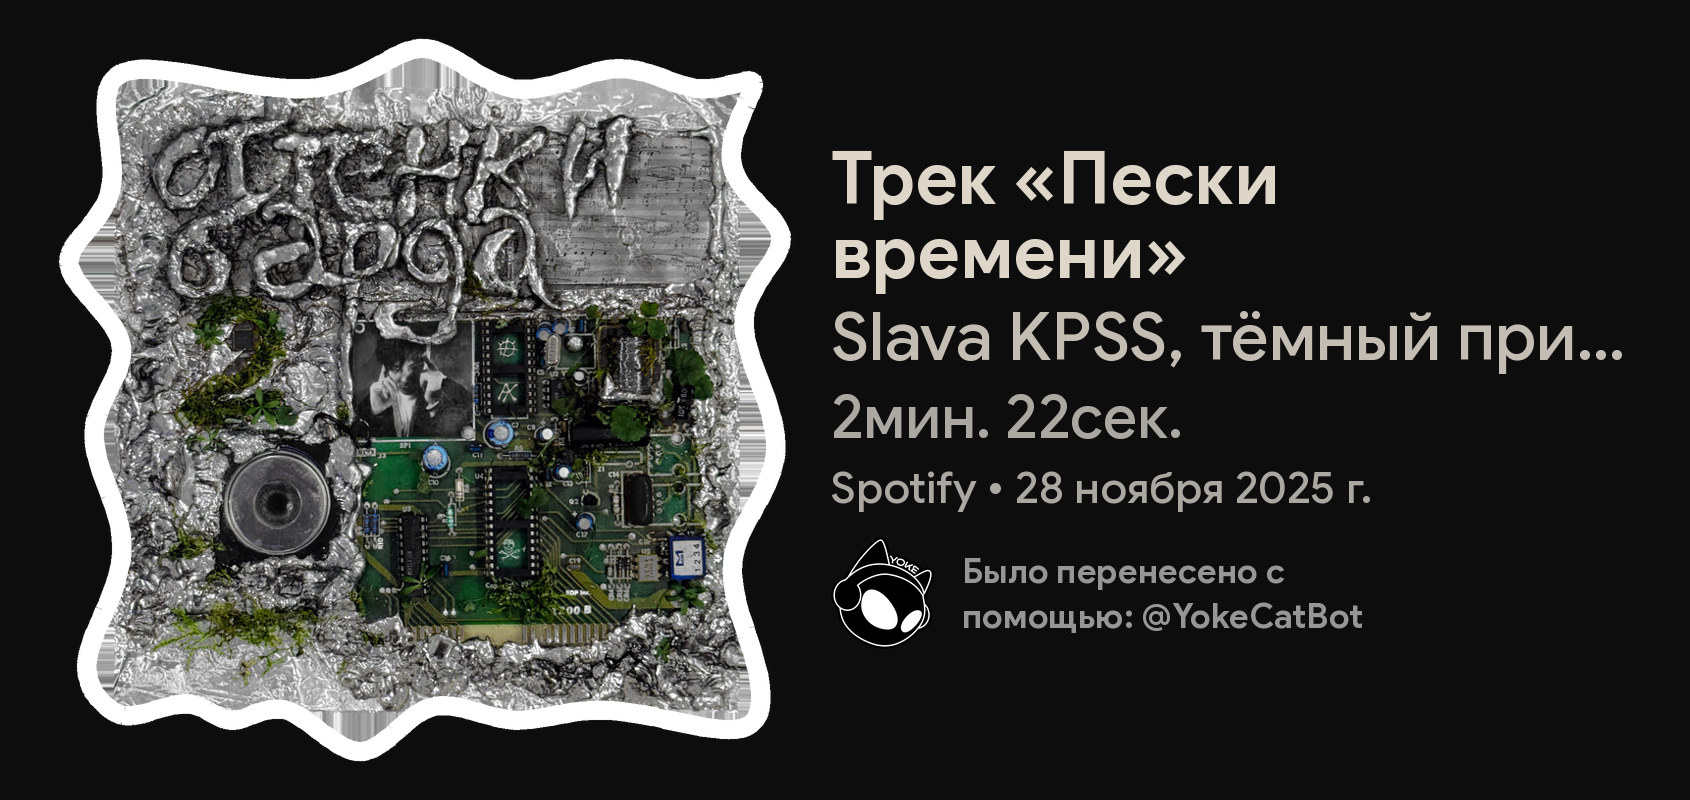 оттенки
барда
2
Трек «Пески
времени»
Slava KPSS, тёмный при...
2мин. 22сек.
Spotify • 28 ноября 2025 г.
YOKE
Было перенесено с
помощью: @YokeCatBot